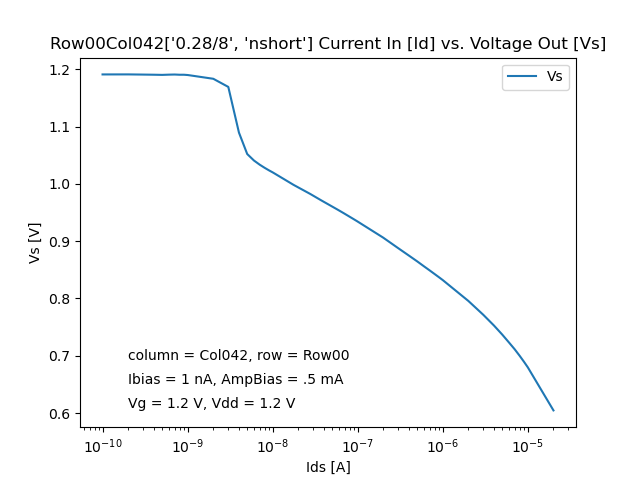 Row00Col042['0.28/8', 'nshort'] Current In [Id] vs. Voltage Out [Vs]
Vs
1.2
1.1
1.0
0.9
0.8
0.7
0.6
Vs [V]
column = Col042, row = Row00
Ibias = 1 nA, AmpBias = .5 mA
Vg = 1.2 V, Vdd = 1.2 V
10⁻¹⁰ 10⁻⁹ 10⁻⁸ 10⁻⁷ 10⁻⁶ 10⁻⁵
Ids [A]